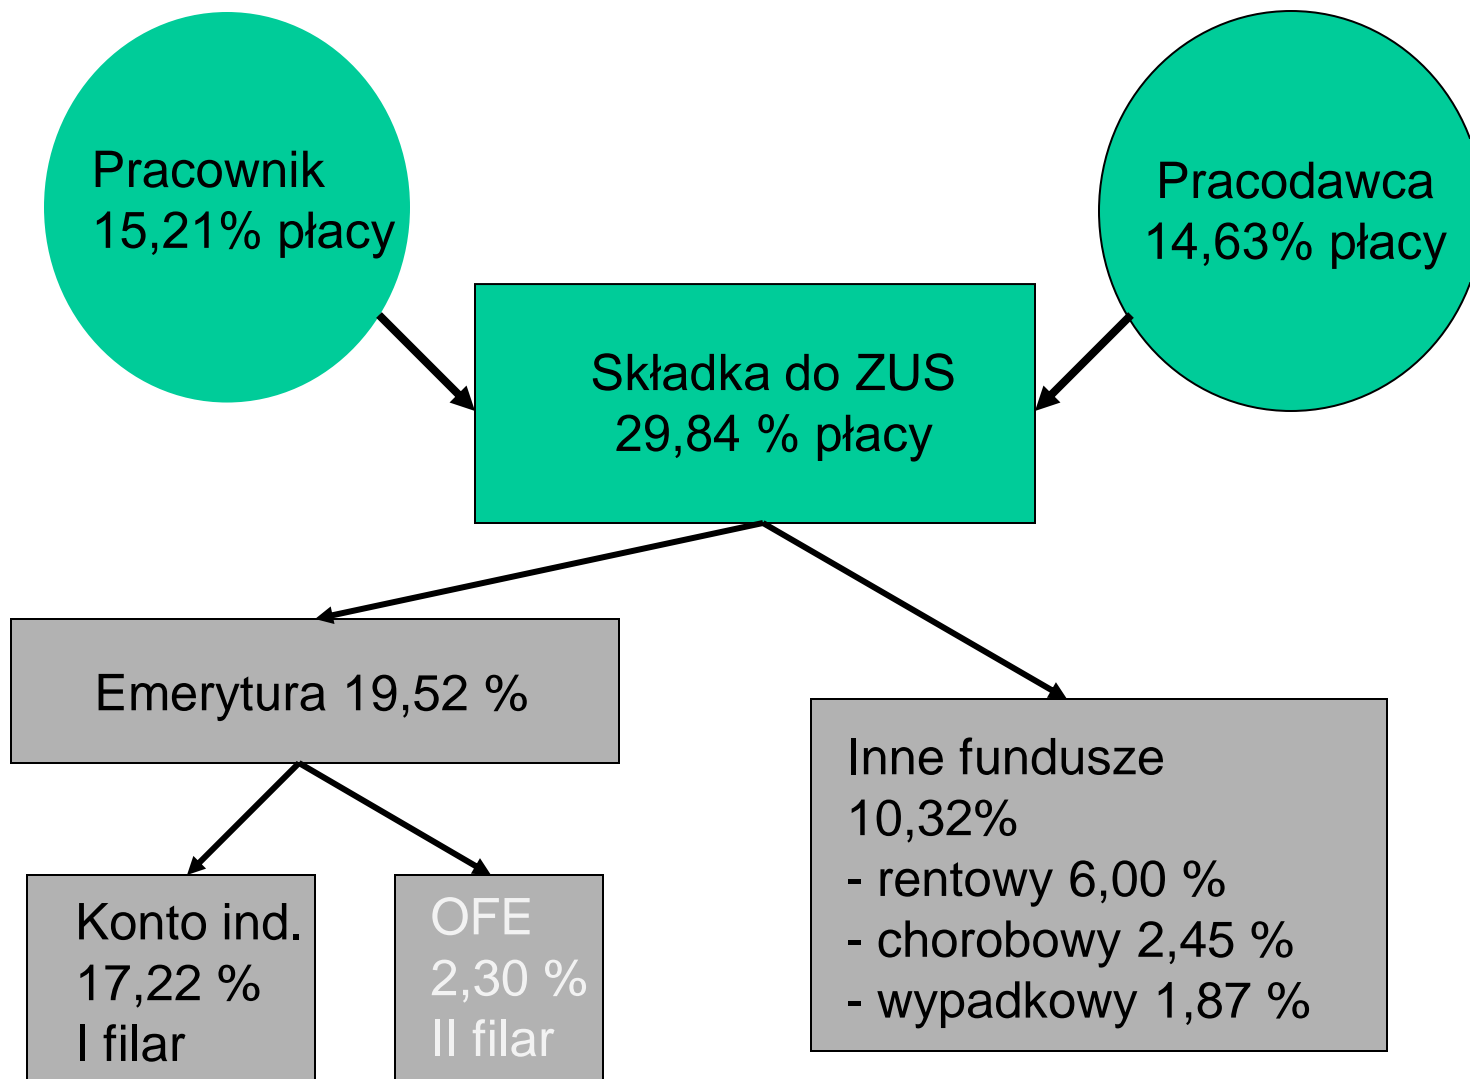 Pracownik
15,21% płacy
Pracodawca
14,63% płacy
Składka do ZUS
29,84 % płacy
Emerytura 19,52 %
Inne fundusze
10,32%
- rentowy 6,00 %
- chorobowy 2,45 %
- wypadkowy 1,87 %
Konto ind.
17,22 %
I filar
OFE
2,30 %
II filar